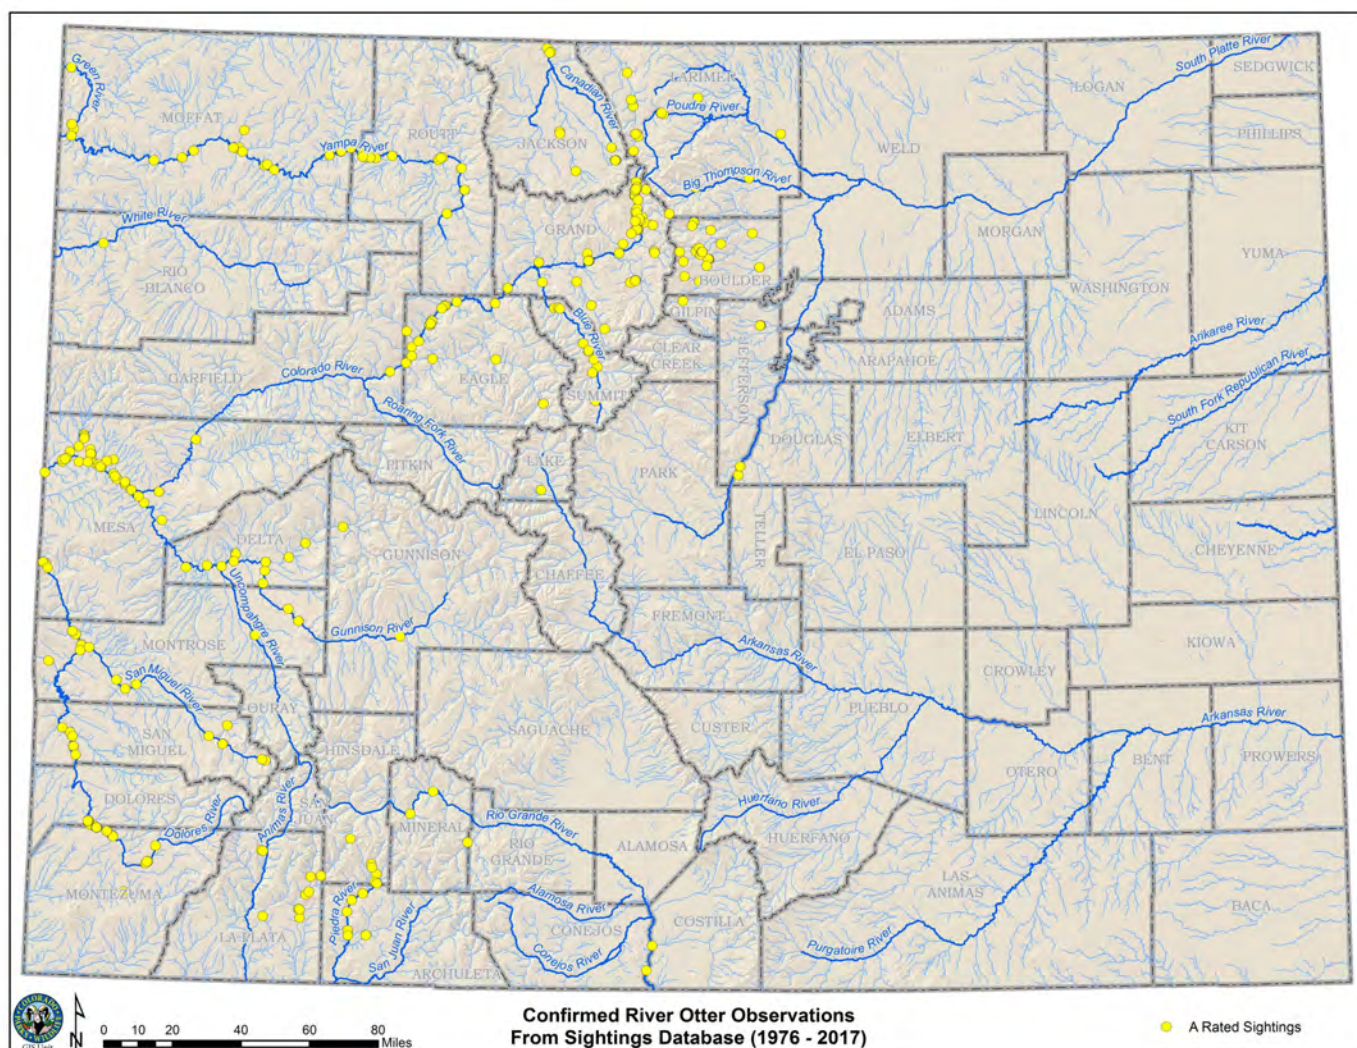 Green River
MOFFAT
Yampa River
ROUTT
JACKSON
Canadian River
LARIMER
Poudre River
Big Thompson River
WELD
LOGAN
South Platte River
SEDGWICK
PHILLIPS
MORGAN
YUMA
WASHINGTON
White River
RIO
BLANCO
GRAND
BOULDER
GILPIN
CLEAR
CREEK
JEFFERSON
ADAMS
ARAPAHOE
Arikaree River
South Fork Republican River
GARFIELD
Colorado River
EAGLE
Blue River
SUMMIT
Roaring Fork River
PITKIN
LAKE
PARK
DOUGLAS
ELBERT
KIT
CARSON
LINCOLN
CHEYENNE
MESA
DELTA
GUNNISON
CHAFFEE
TELLER
EL PASO
FREMONT
Uncompahgre River
MONTROSE
Gunnison River
Arkansas River
KIOWA
CROWLEY
San Miguel River
OURAY
SAN
MIGUEL
HINSDALE
SAGUACHE
CUSTER
PUEBLO
OTERO
BENT
Arkansas River
PROWERS
DOLORES
Dolores River
SAN
JUAN
Animas River
MINERAL
Rio Grande River
RIO
GRANDE
ALAMOSA
Huerfano River
HUERFANO
LAS
ANIMAS
BACA
MONTEZUMA
LA PLATA
Piedra River
San Juan River
ARCHULETA
Alamosa River
CONEJOS
Conejos River
COSTILLA
Purgatoire River
N
0 10 20 40 60 80
Miles
Confirmed River Otter Observations
From Sightings Database (1976 - 2017)
A Rated Sightings